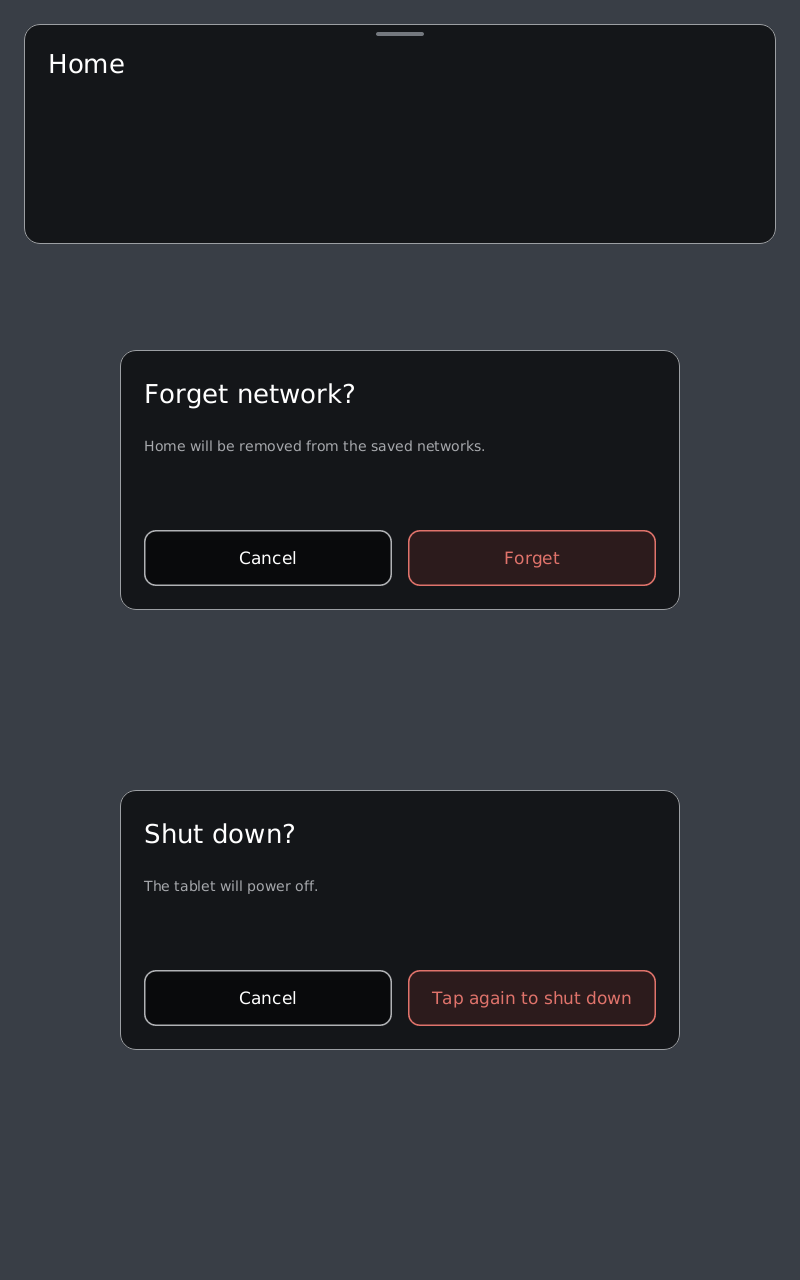 Home
Forget network?
Home will be removed from the saved networks.
Cancel
Forget
Shut down?
The tablet will power off.
Cancel
Tap again to shut down